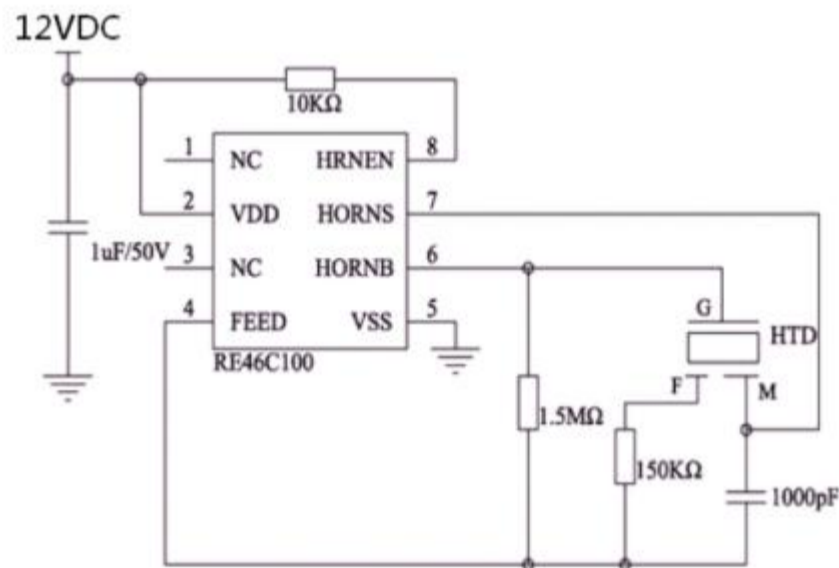 12VDC
10KΩ
1 NC HRNEN 8
2 VDD HORNS 7
1uF/50V 3 NC HORNB 6
4 FEED VSS 5
RE46C100
G
HTD
F M
1.5MΩ
150KΩ
1000pF